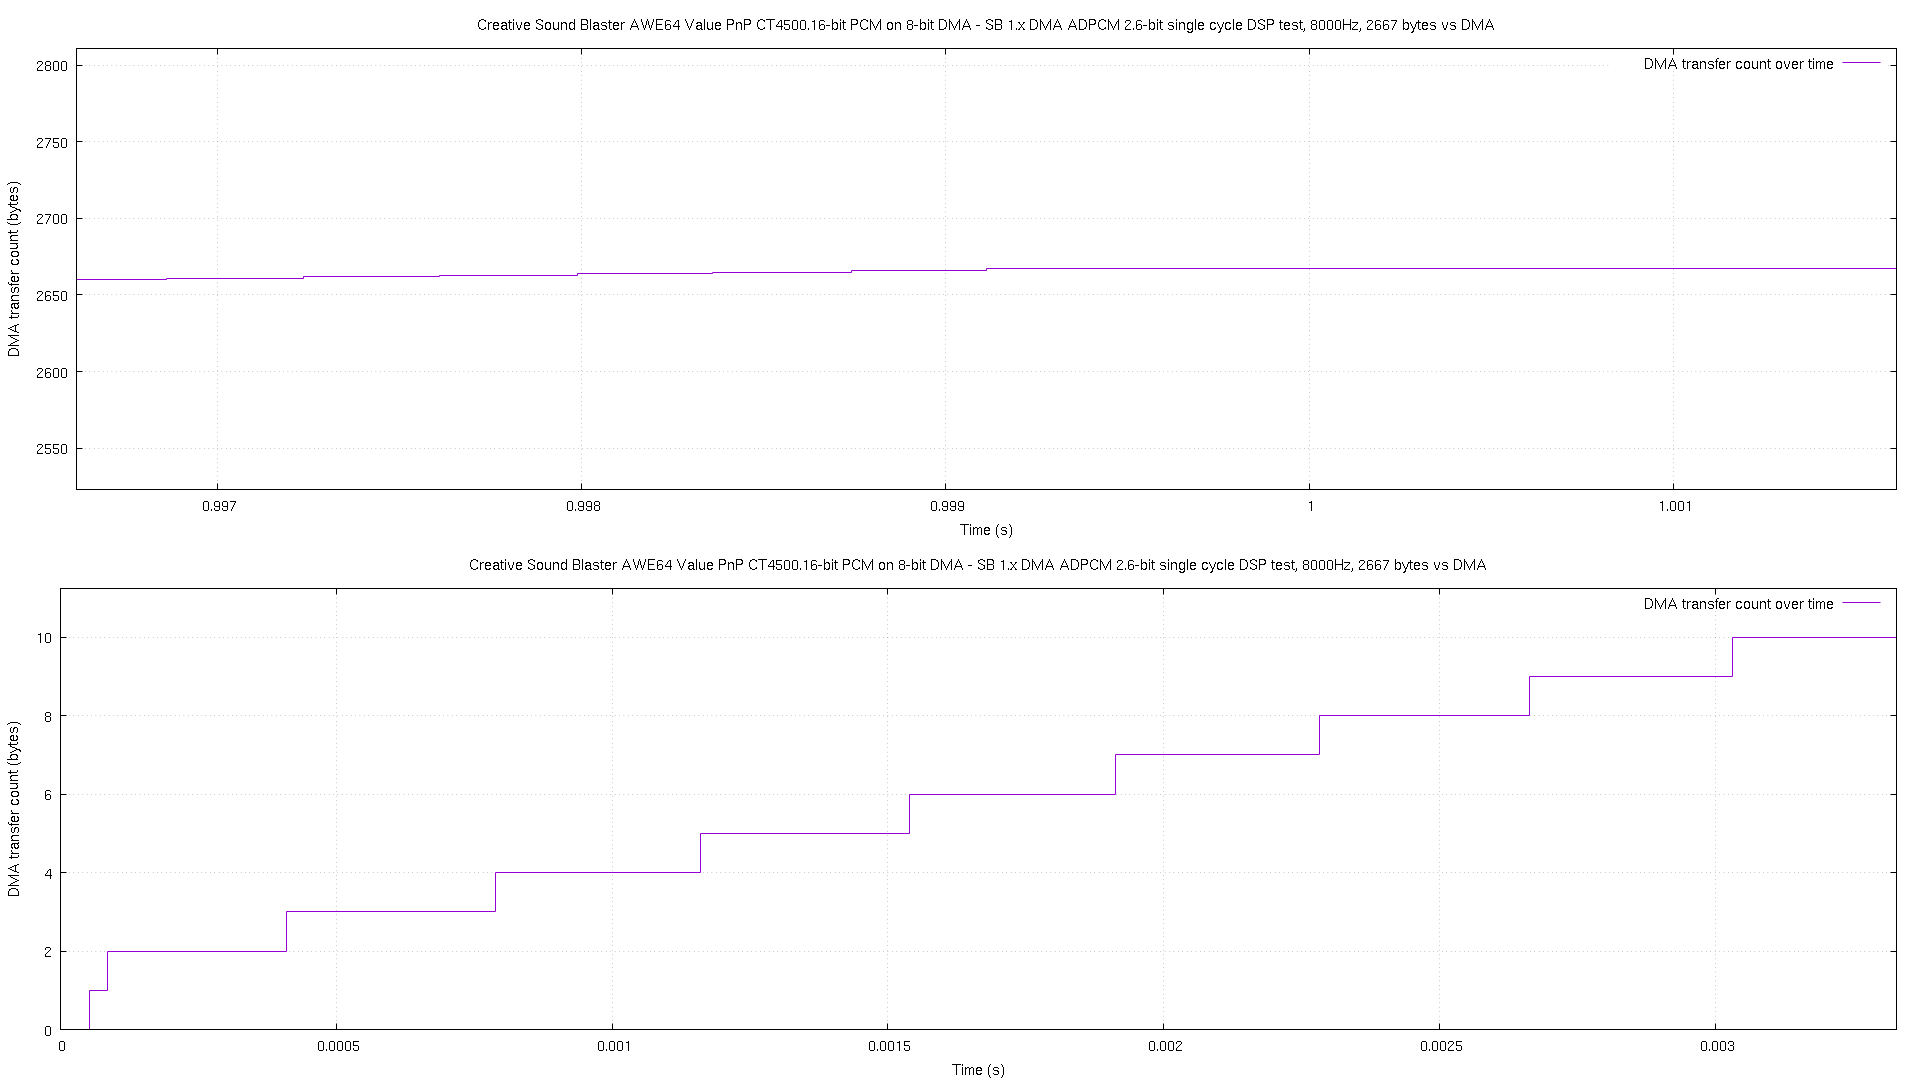 Creative Sound Blaster AWE64 Value PnP CT4500.16-bit PCM on 8-bit DMA - SB 1.x DMA ADPCM 2.6-bit single cycle DSP test, 8000Hz, 2667 bytes vs DMA
DMA transfer count over time
2800
2750
2700
2650
2600
2550
DMA transfer count (bytes)
0.997 0.998 0.999 1 1.001
Time (s)
Creative Sound Blaster AWE64 Value PnP CT4500.16-bit PCM on 8-bit DMA - SB 1.x DMA ADPCM 2.6-bit single cycle DSP test, 8000Hz, 2667 bytes vs DMA
DMA transfer count over time
10
8
6
4
2
0
DMA transfer count (bytes)
0 0.0005 0.001 0.0015 0.002 0.0025 0.003
Time (s)